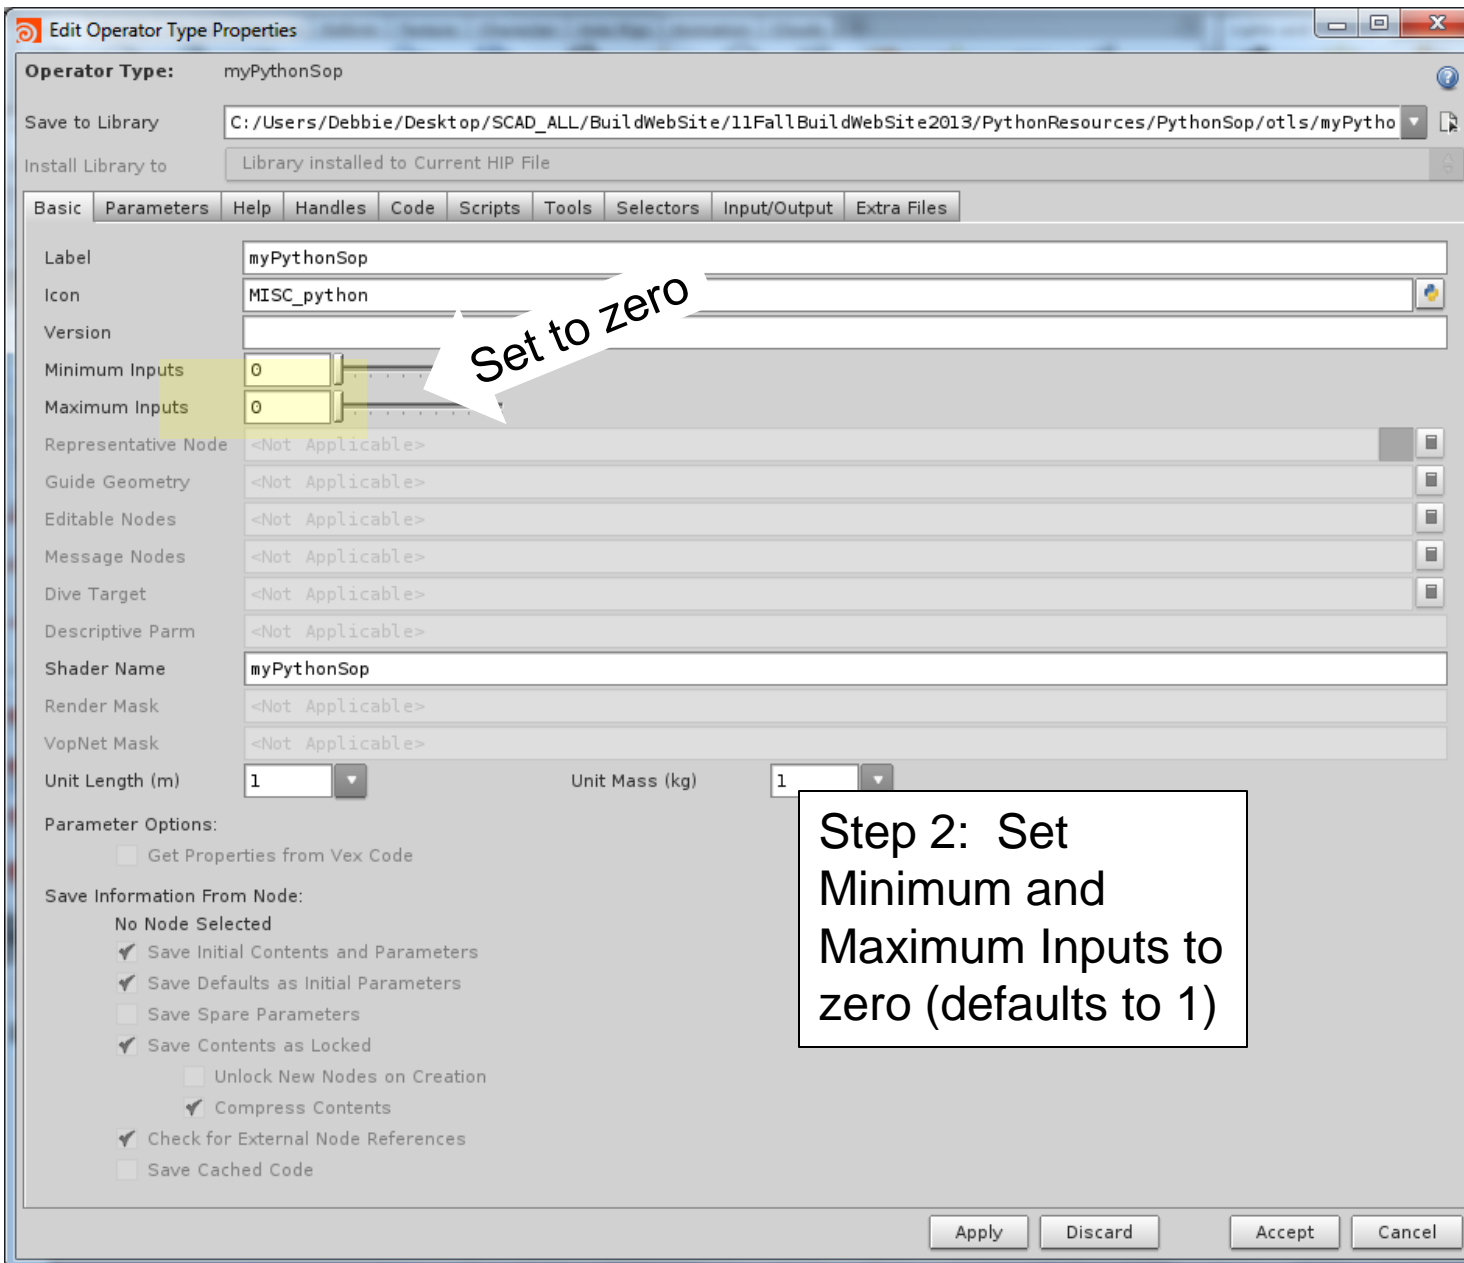 Edit Operator Type Properties
Operator Type: myPythonSop
Save to Library C:/Users/Debbie/Desktop/SCAD_ALL/BuildWebSite/11FallBuildWebSite2013/PythonResources/PythonSop/otls/myPytho
Install Library to Library installed to Current HIP File
Basic Parameters Help Handles Code Scripts Tools Selectors Input/Output Extra Files
Label myPythonSop
Icon MISC_python
Version
Set to zero
Minimum Inputs 0
Maximum Inputs 0
Representative Node <Not Applicable>
Guide Geometry <Not Applicable>
Editable Nodes <Not Applicable>
Message Nodes <Not Applicable>
Dive Target <Not Applicable>
Descriptive Parm <Not Applicable>
Shader Name myPythonSop
Render Mask <Not Applicable>
VopNet Mask <Not Applicable>
Unit Length (m) 1 Unit Mass (kg) 1
Parameter Options:
Get Properties from Vex Code
Save Information From Node:
No Node Selected
Save Initial Contents and Parameters
Save Defaults as Initial Parameters
Save Spare Parameters
Save Contents as Locked
Unlock New Nodes on Creation
Compress Contents
Check for External Node References
Save Cached Code
Step 2: Set
Minimum and
Maximum Inputs to
zero (defaults to 1)
Apply Discard Accept Cancel